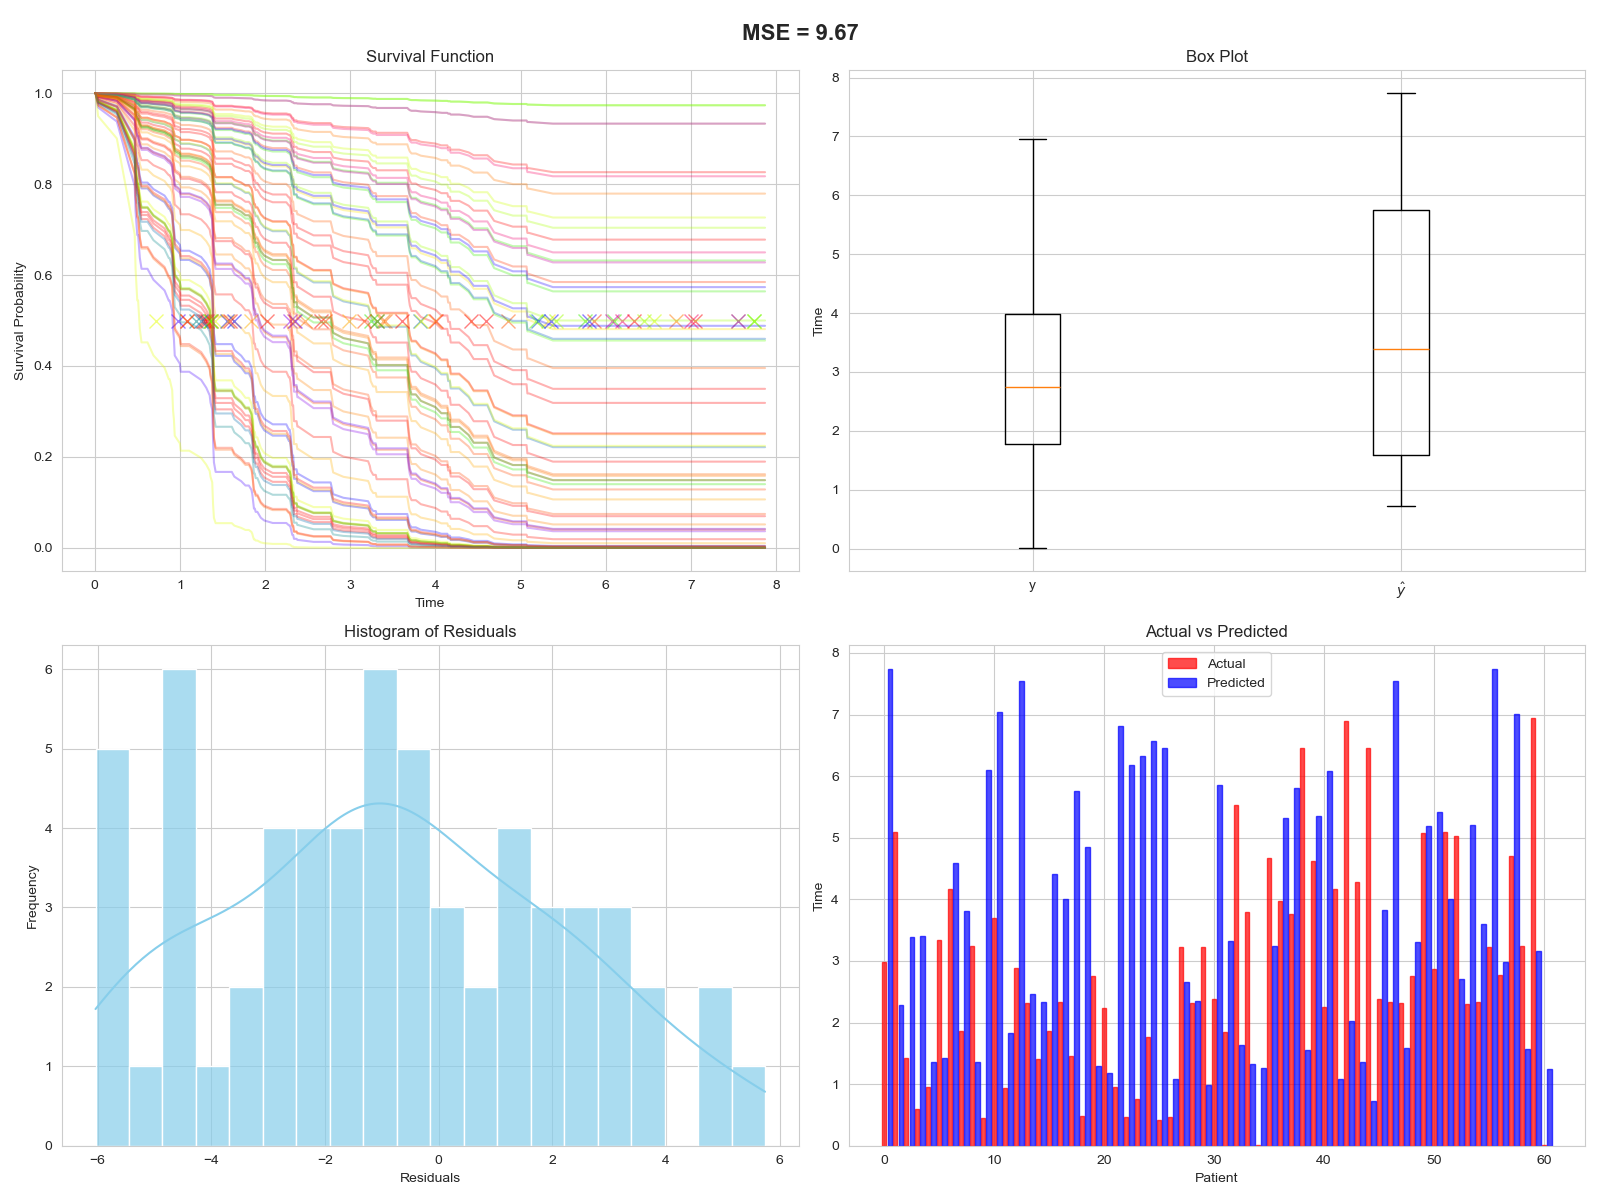 MSE = 9.67
Survival Function
1.0
0.8
0.6
0.4
0.2
0.0
Survival Probability
0 1 2 3 4 5 6 7 8
Time
Box Plot
8
7
6
5
4
3
2
1
0
Time
y ŷ
Histogram of Residuals
6
5
4
3
2
1
0
Frequency
−6 −4 −2 0 2 4 6
Residuals
Actual vs Predicted
Actual
Predicted
8
7
6
5
4
3
2
1
0
Time
0 10 20 30 40 50 60
Patient